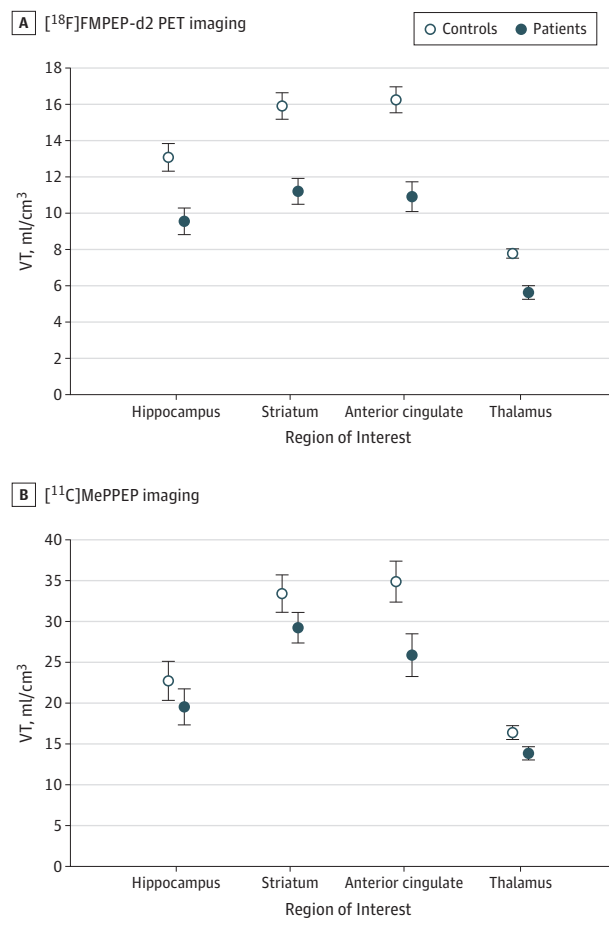 A [¹⁸F]FMPEP-d2 PET imaging
Controls Patients
18
16
14
12
10
8
6
4
2
0
VT, ml/cm³
Hippocampus Striatum Anterior cingulate Thalamus
Region of Interest
B [¹¹C]MePPEP imaging
40
35
30
25
20
15
10
5
0
VT, ml/cm³
Hippocampus Striatum Anterior cingulate Thalamus
Region of Interest